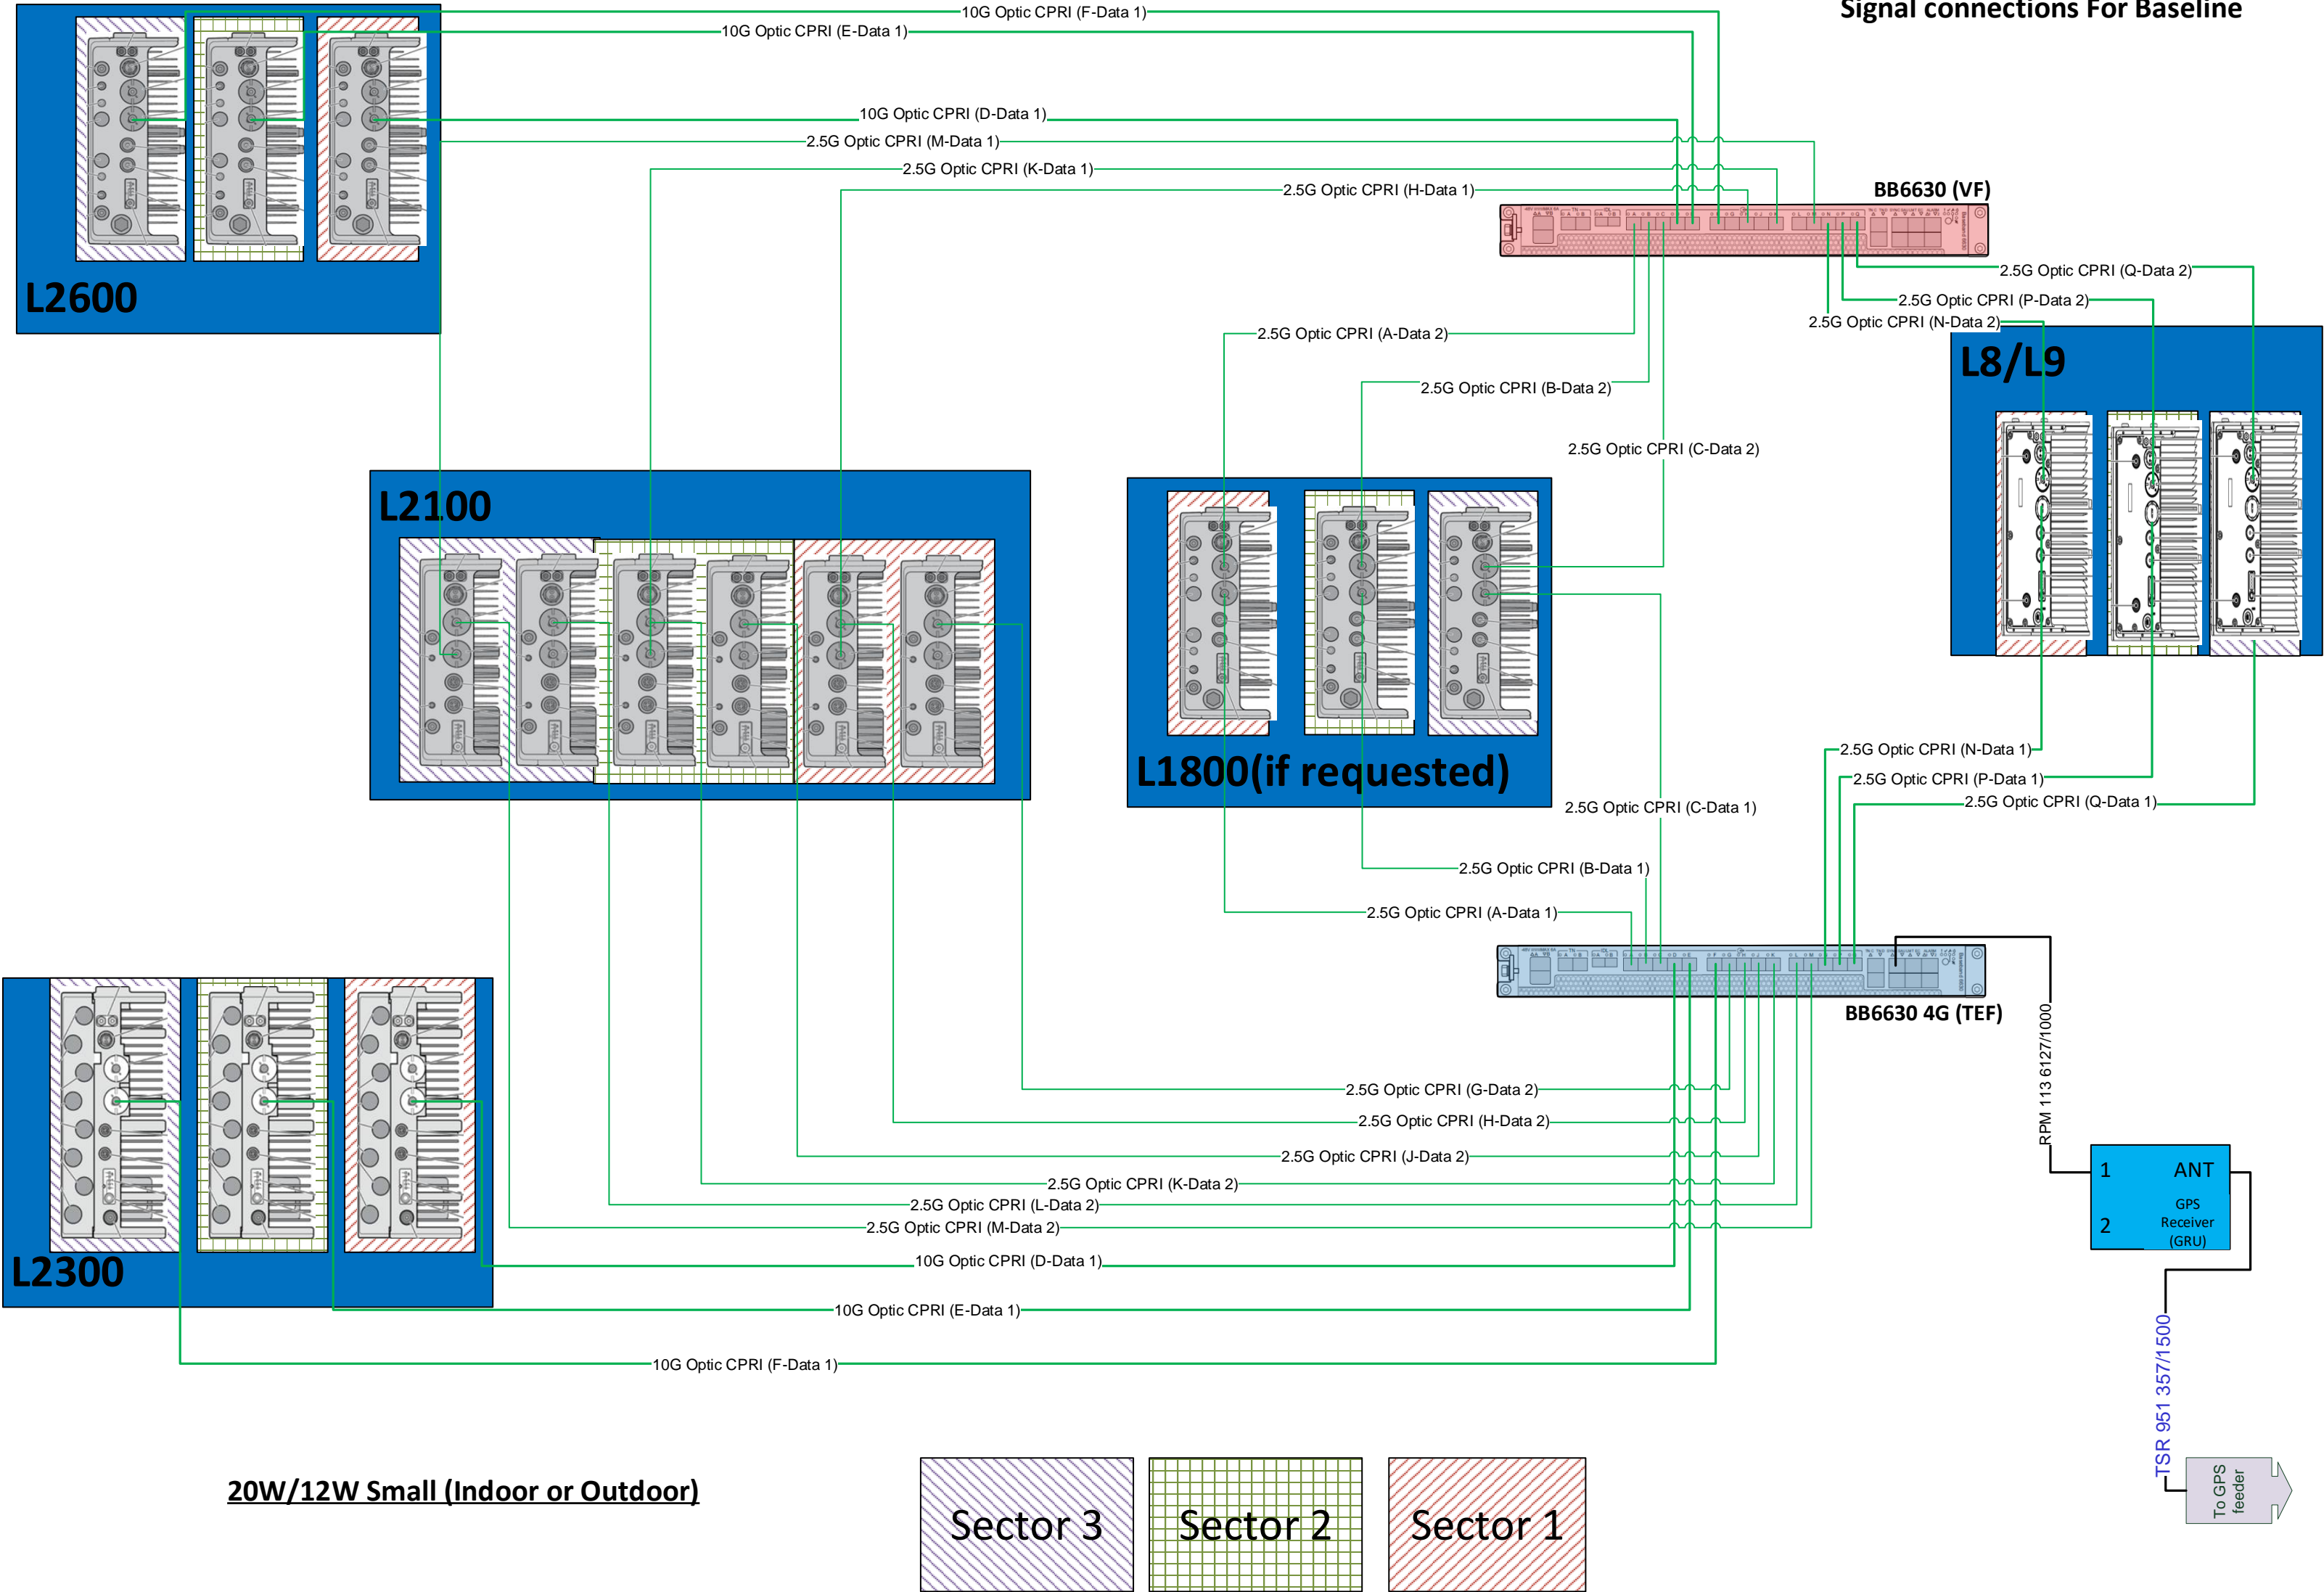 Signal connections For Baseline
10G Optic CPRI (F-Data 1)
10G Optic CPRI (E-Data 1)
10G Optic CPRI (D-Data 1)
2.5G Optic CPRI (M-Data 1)
2.5G Optic CPRI (K-Data 1)
2.5G Optic CPRI (H-Data 1)
BB6630 (VF)
L2600
2.5G Optic CPRI (Q-Data 2)
2.5G Optic CPRI (P-Data 2)
2.5G Optic CPRI (N-Data 2)
2.5G Optic CPRI (A-Data 2)
2.5G Optic CPRI (B-Data 2)
2.5G Optic CPRI (C-Data 2)
L8/L9
L2100
L1800(if requested)
2.5G Optic CPRI (N-Data 1)
2.5G Optic CPRI (P-Data 1)
2.5G Optic CPRI (Q-Data 1)
2.5G Optic CPRI (C-Data 1)
2.5G Optic CPRI (B-Data 1)
2.5G Optic CPRI (A-Data 1)
BB6630 4G (TEF)
RPM 113 6127/1000
2.5G Optic CPRI (G-Data 2)
2.5G Optic CPRI (H-Data 2)
2.5G Optic CPRI (J-Data 2)
2.5G Optic CPRI (K-Data 2)
2.5G Optic CPRI (L-Data 2)
2.5G Optic CPRI (M-Data 2)
1 ANT
GPS
Receiver
(GRU)
2
L2300
10G Optic CPRI (D-Data 1)
10G Optic CPRI (E-Data 1)
10G Optic CPRI (F-Data 1)
TSR 951 357/1500
To GPS
feeder
20W/12W Small (Indoor or Outdoor)
Sector 3
Sector 2
Sector 1